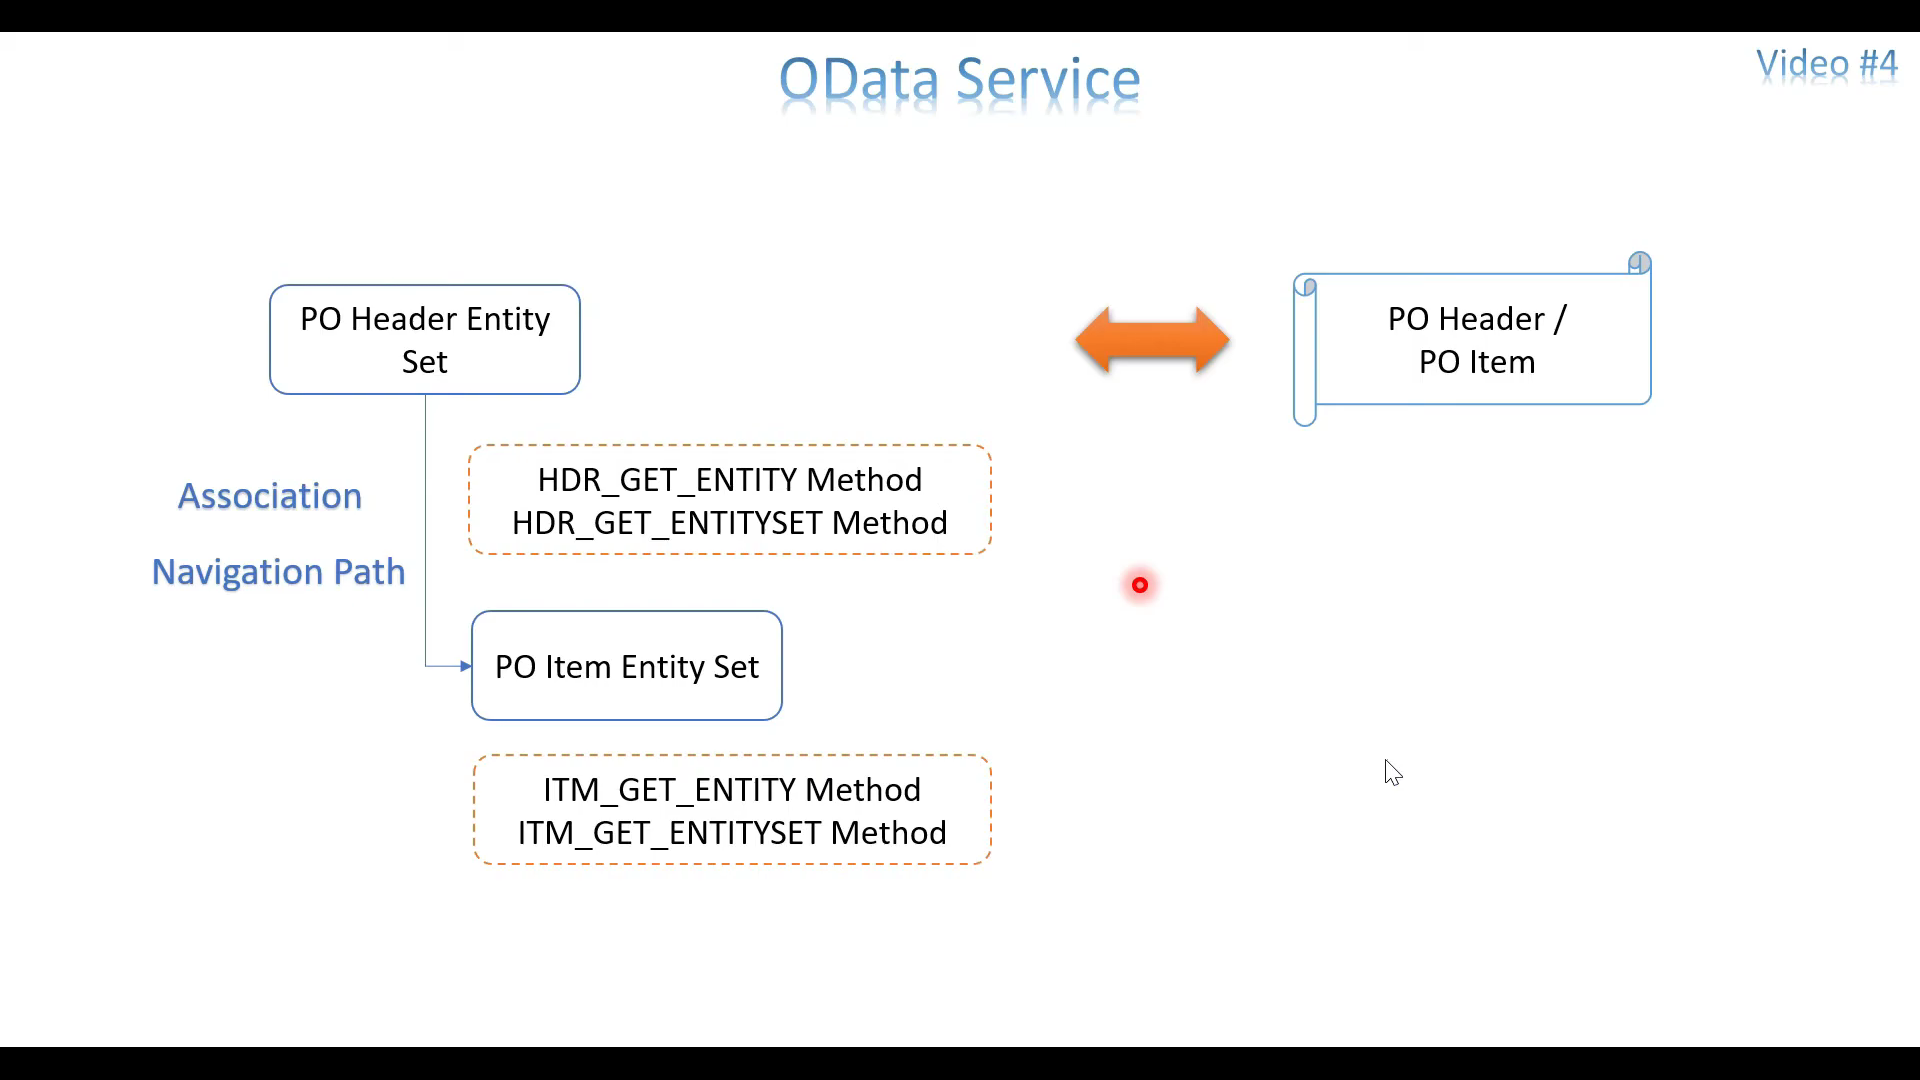 OData Service
Video #4
PO Header Entity
Set
PO Header /
PO Item
Association
Navigation Path
HDR_GET_ENTITY Method
HDR_GET_ENTITYSET Method
PO Item Entity Set
ITM_GET_ENTITY Method
ITM_GET_ENTITYSET Method